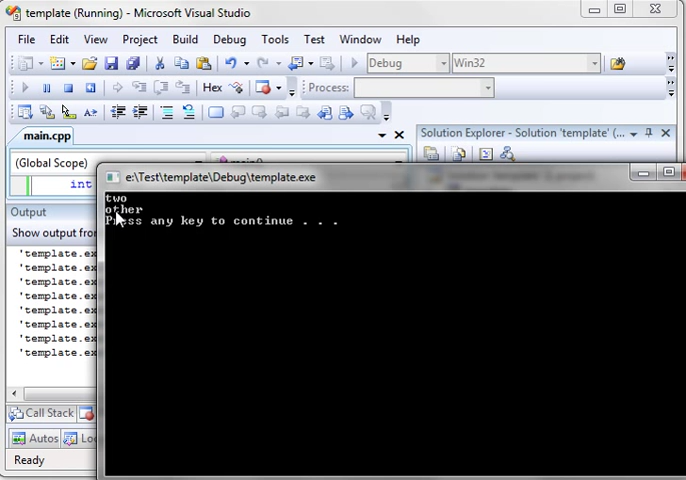 template (Running) - Microsoft Visual Studio
File Edit View Project Build Debug Tools Test Window Help
Debug Win32
Hex Process:
main.cpp
Solution Explorer - Solution 'template'
(Global Scope)
e:\Test\template\Debug\template.exe
int
two
other
Press any key to continue . . .
Output
Show output from
'template.ex
'template.ex
'template.ex
'template.ex
'template.ex
'template.ex
'template.ex
'template.ex
Call Stack
Autos
Ready